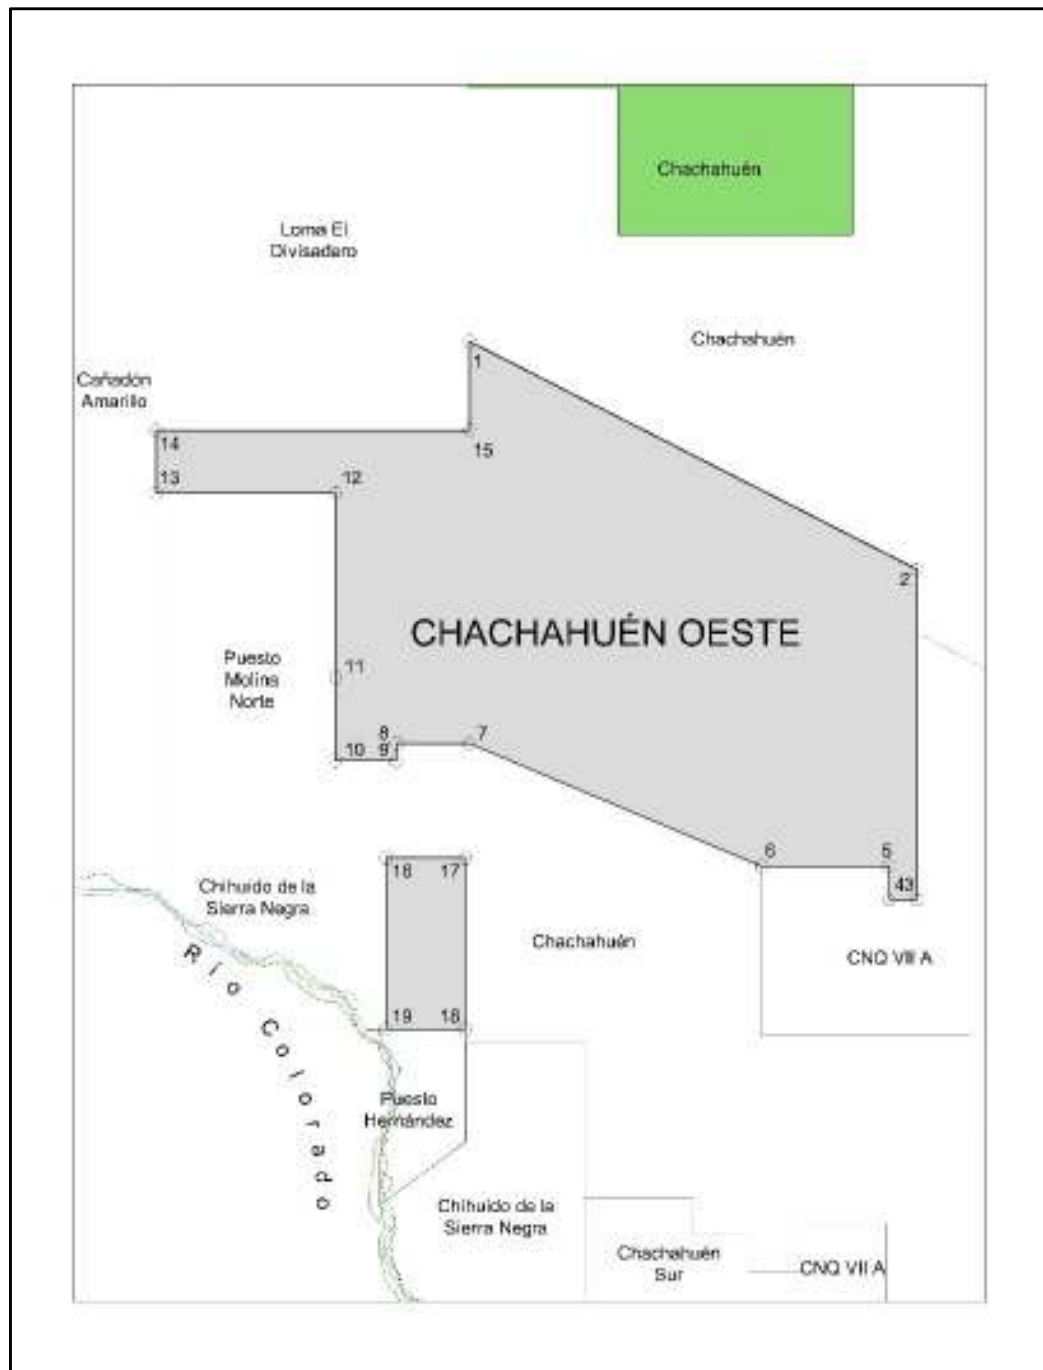 Chachahuén
Loma El
Divisadero
Chachahuén
1
Cañadón
Amarillo
14
15
13
12
2
CHACHAHUÉN OESTE
Puesto
Molina
Norte
11
8
7
10
9
6
5
16
17
43
Chihuido de la
Sierra Negra
Chachahuén
CNQ VIII A
Río Colorado
19
18
Puesto
Hernández
Chihuido de la
Sierra Negra
Chachahuén
Sur
CNQ VII A